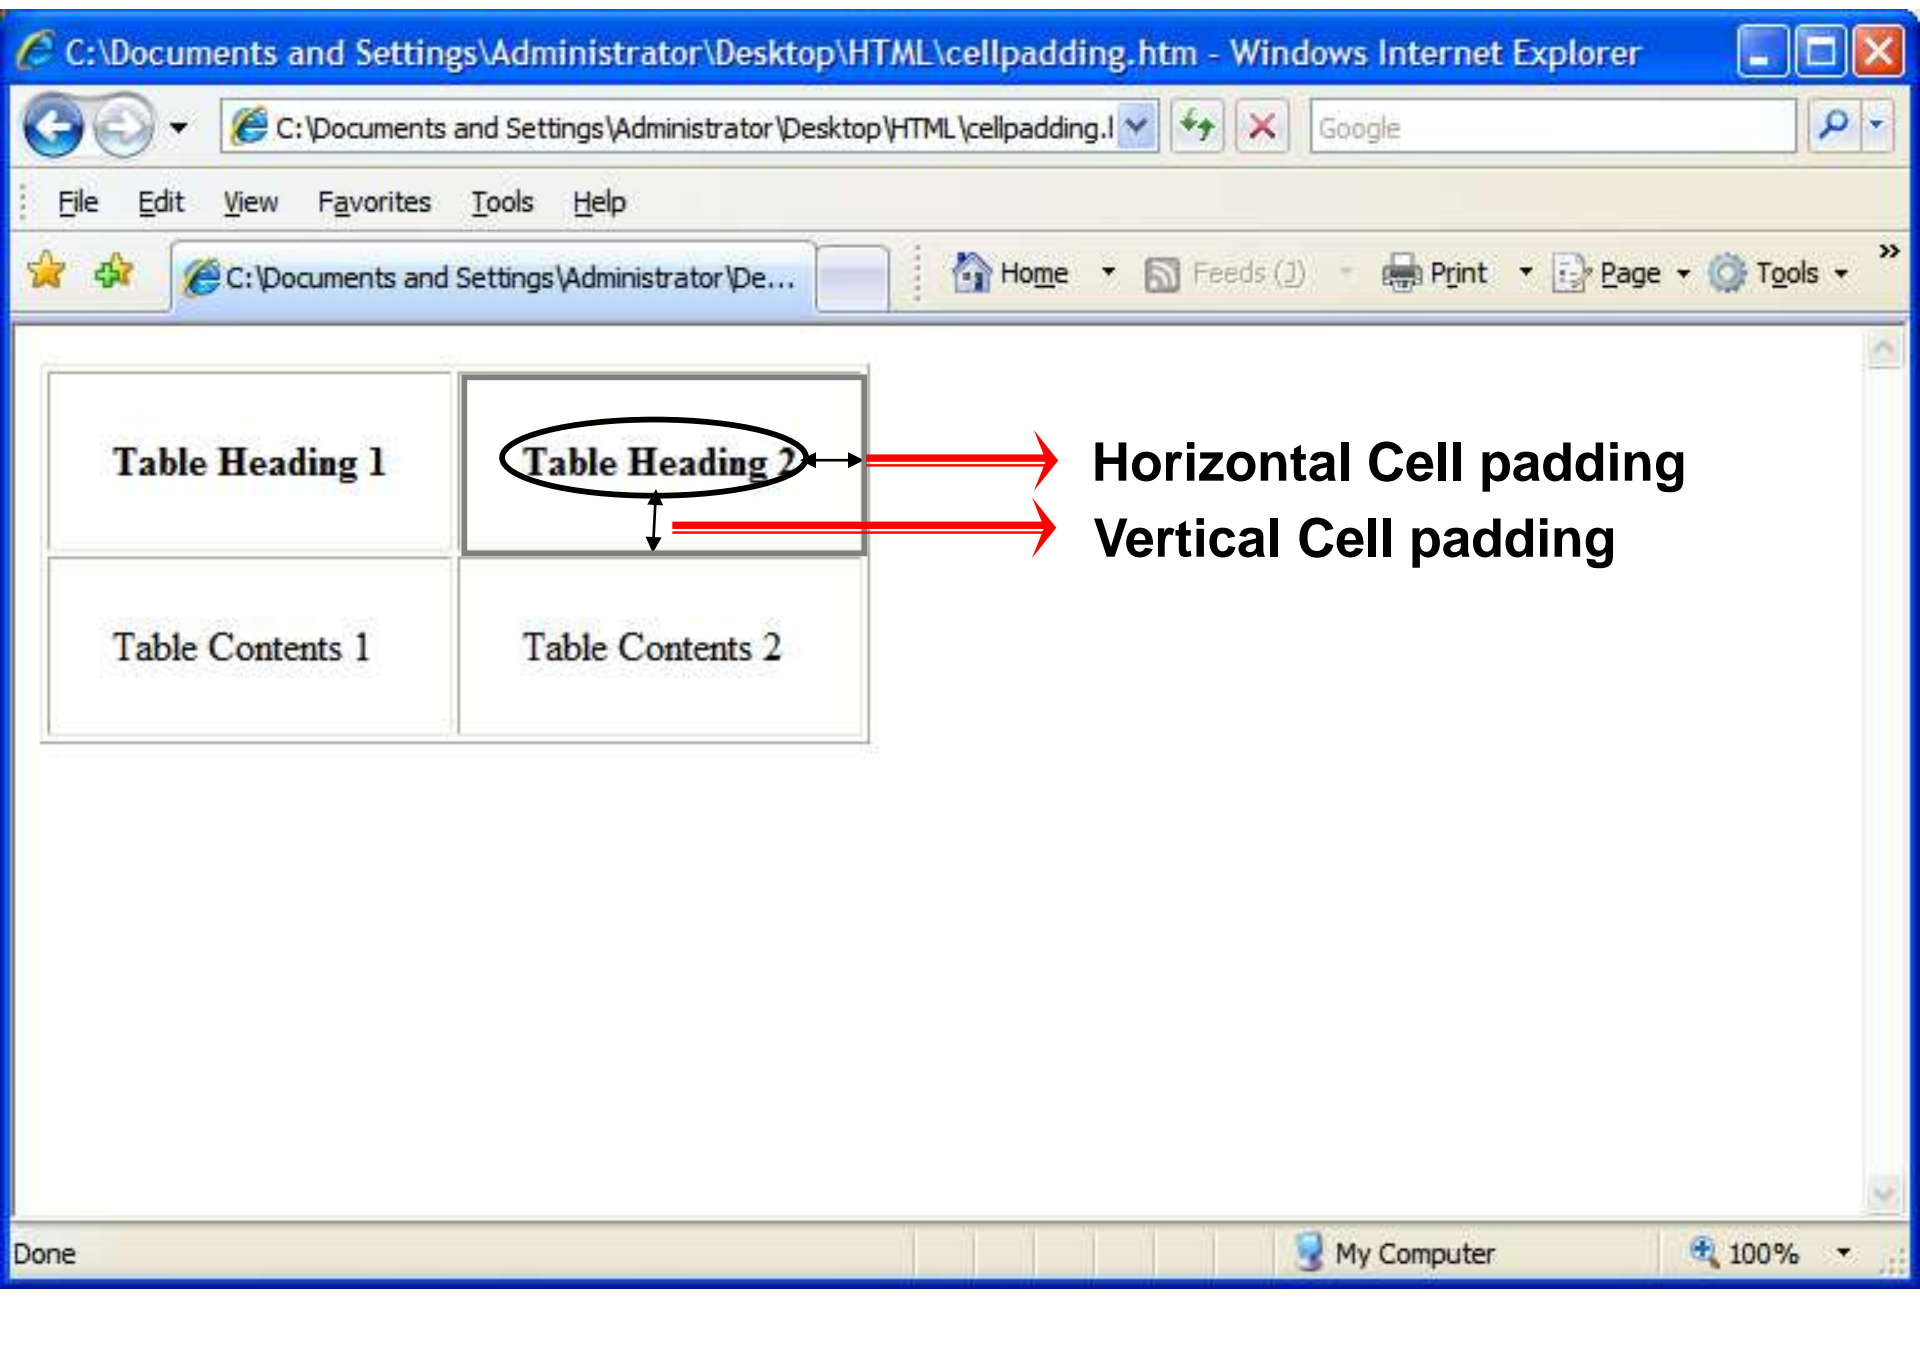 C:\Documents and Settings\Administrator\Desktop\HTML\cellpadding.htm - Windows Internet Explorer
C:\Documents and Settings\Administrator\Desktop\HTML\cellpadding.l Google
File Edit View Favorites Tools Help
C:\Documents and Settings\Administrator\De... Home Feeds (J) Print Page Tools »
Table Heading 1 Table Heading 2 Horizontal Cell padding
Vertical Cell padding
Table Contents 1 Table Contents 2
Done My Computer 100%